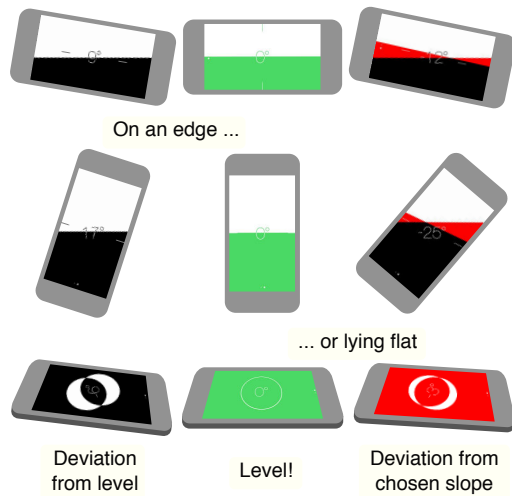 9°
0°
-12°
On an edge ...
17°
0°
-25°
... or lying flat
0°
Deviation
from level
Level!
Deviation from
chosen slope